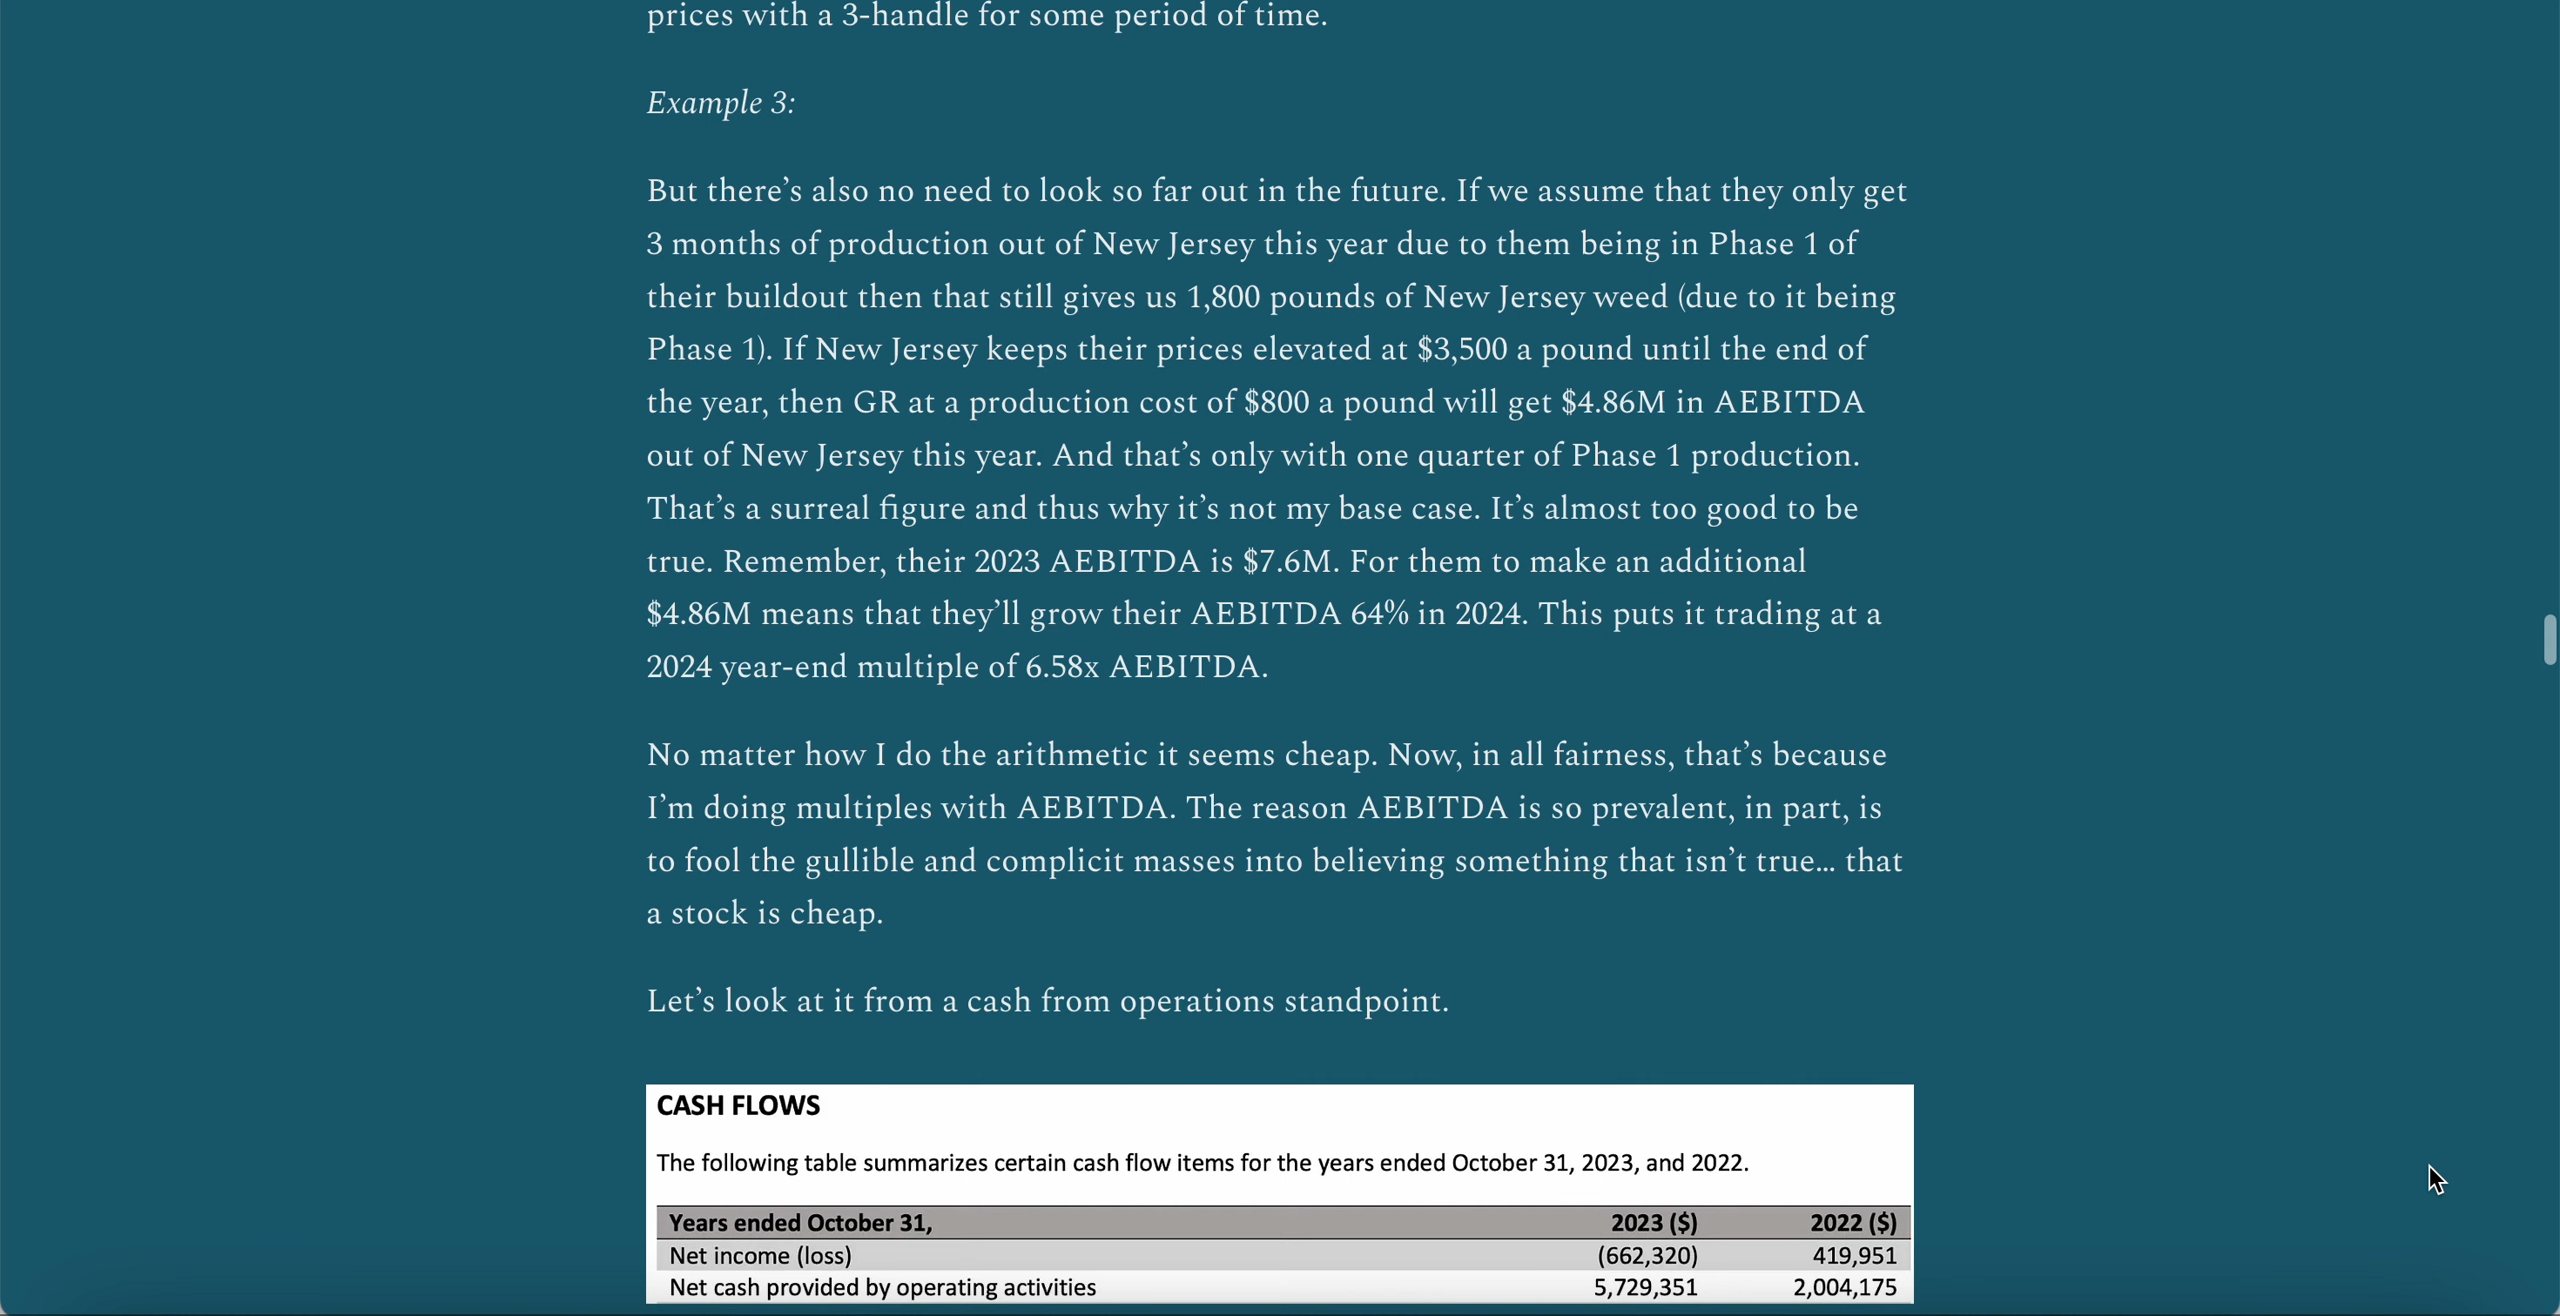 prices with a 3-handle for some period of time.
Example 3:
But there’s also no need to look so far out in the future. If we assume that they only get
3 months of production out of New Jersey this year due to them being in Phase 1 of
their buildout then that still gives us 1,800 pounds of New Jersey weed (due to it being
Phase 1). If New Jersey keeps their prices elevated at $3,500 a pound until the end of
the year, then GR at a production cost of $800 a pound will get $4.86M in AEBITDA
out of New Jersey this year. And that’s only with one quarter of Phase 1 production.
That’s a surreal figure and thus why it’s not my base case. It’s almost too good to be
true. Remember, their 2023 AEBITDA is $7.6M. For them to make an additional
$4.86M means that they’ll grow their AEBITDA 64% in 2024. This puts it trading at a
2024 year-end multiple of 6.58x AEBITDA.
No matter how I do the arithmetic it seems cheap. Now, in all fairness, that’s because
I’m doing multiples with AEBITDA. The reason AEBITDA is so prevalent, in part, is
to fool the gullible and complicit masses into believing something that isn’t true… that
a stock is cheap.
Let’s look at it from a cash from operations standpoint.
CASH FLOWS
The following table summarizes certain cash flow items for the years ended October 31, 2023, and 2022.
Years ended October 31, 2023 ($) 2022 ($)
Net income (loss) (662,320) 419,951
Net cash provided by operating activities 5,729,351 2,004,175